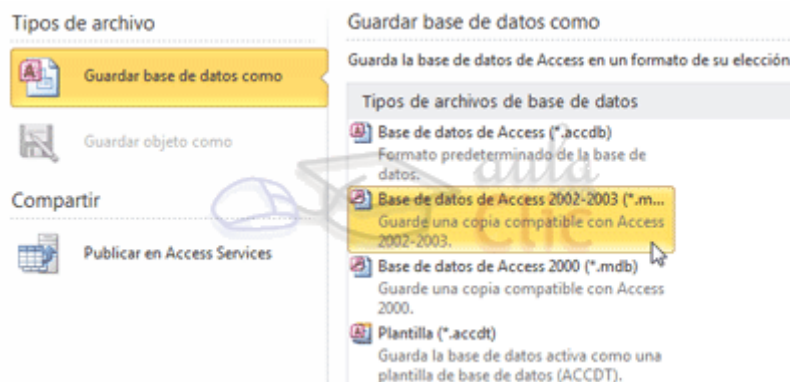 Tipos de archivo
Guardar base de datos como
Guardar objeto como
Compartir
Publicar en Access Services
Guardar base de datos como
Guarda la base de datos de Access en un formato de su elección
Tipos de archivos de base de datos
Base de datos de Access (*.accdb)
Formato predeterminado de la base de
datos.
Base de datos de Access 2002-2003 (*.m...
Guarde una copia compatible con Access
2002-2003.
Base de datos de Access 2000 (*.mdb)
Guarde una copia compatible con Access
2000.
Plantilla (*.accdt)
Guarda la base de datos activa como una
plantilla de base de datos (ACCDT).
aula
Clic